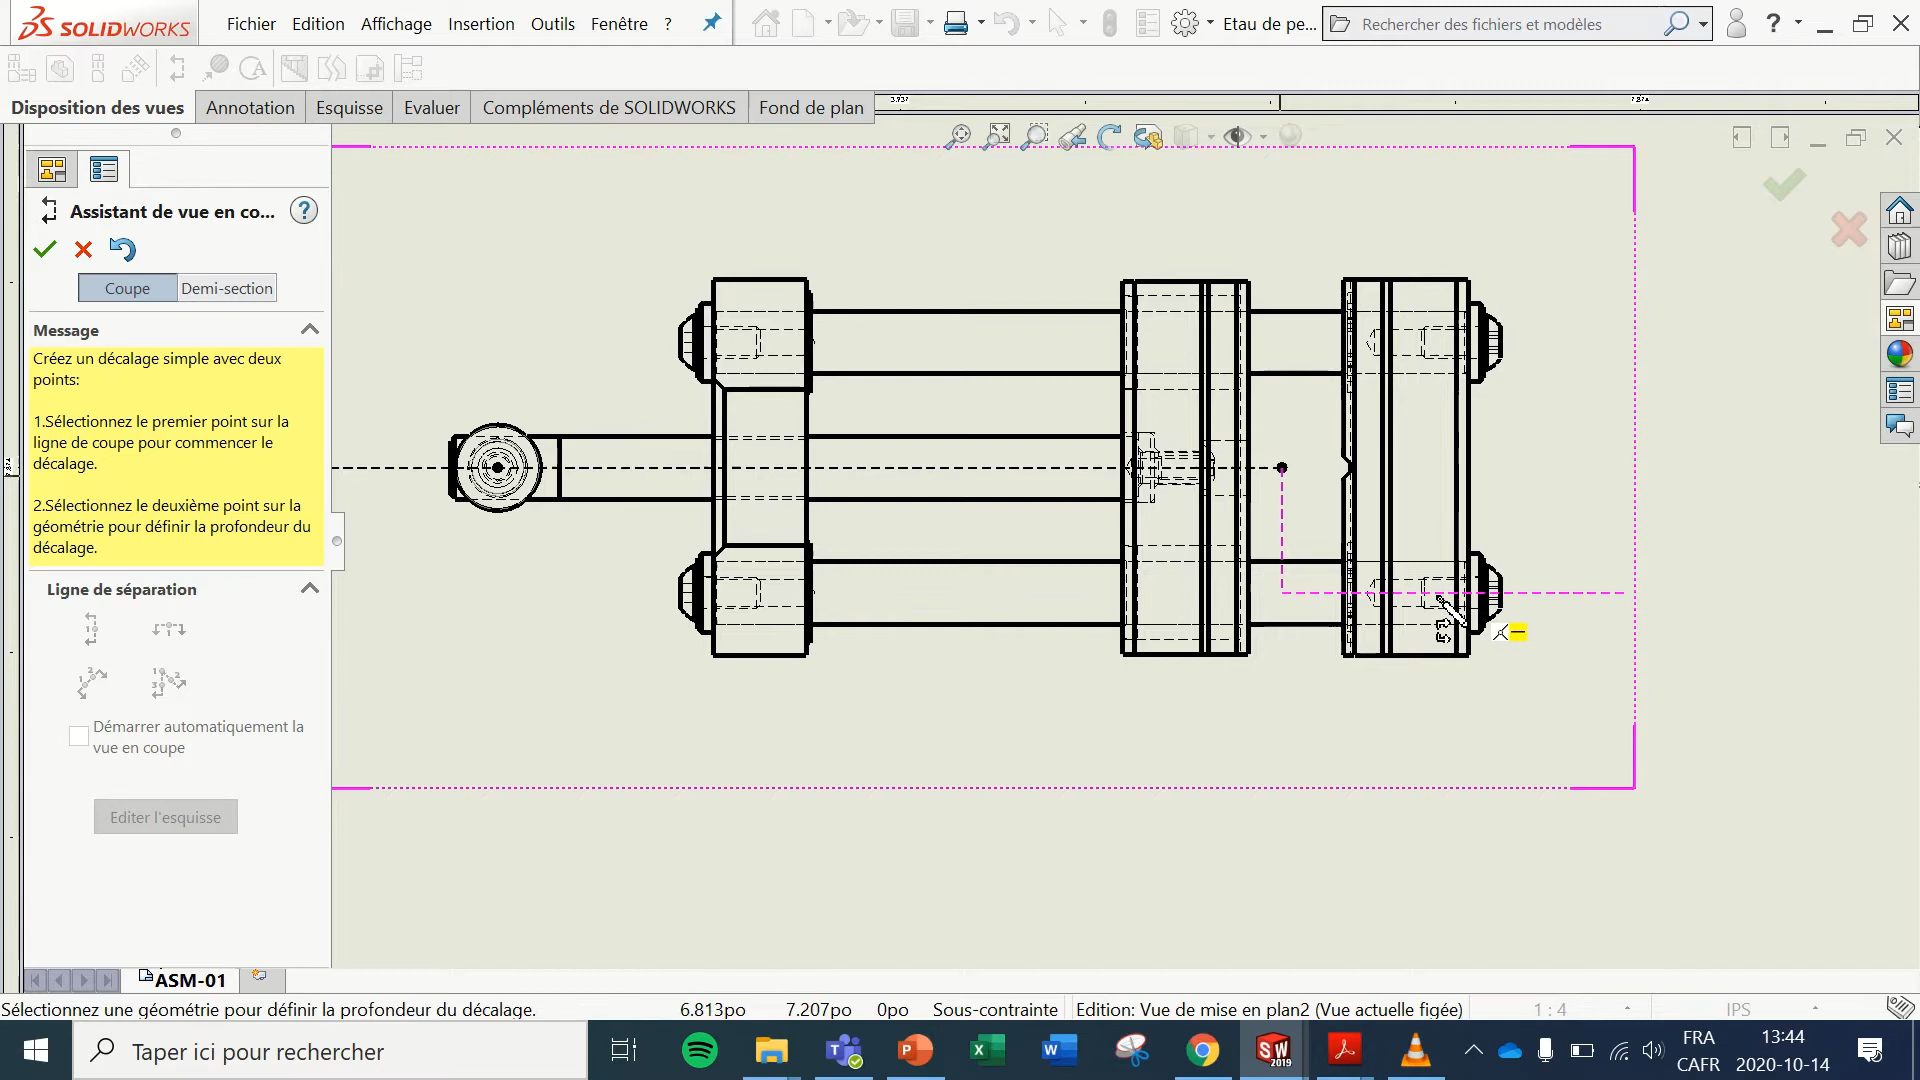 SOLIDWORKS
Fichier Edition Affichage Insertion Outils Fenêtre ?
Etau de pe...
Rechercher des fichiers et modèles
?
Disposition des vues
Annotation
Esquisse
Evaluer
Compléments de SOLIDWORKS
Fond de plan
3.937
7.874
Assistant de vue en co...
?
Coupe
Demi-section
Message
Créez un décalage simple avec deux
points:
1.Sélectionnez le premier point sur la
ligne de coupe pour commencer le
décalage.
2.Sélectionnez le deuxième point sur la
géométrie pour définir la profondeur du
décalage.
Ligne de séparation
Démarrer automatiquement la
vue en coupe
Editer l'esquisse
ASM-01
Sélectionnez une géométrie pour définir la profondeur du décalage.
6.813po
7.207po
0po
Sous-contrainte
Edition: Vue de mise en plan2 (Vue actuelle figée)
1 : 4
IPS
Taper ici pour rechercher
SW
2019
FRA
CAFR
13:44
2020-10-14